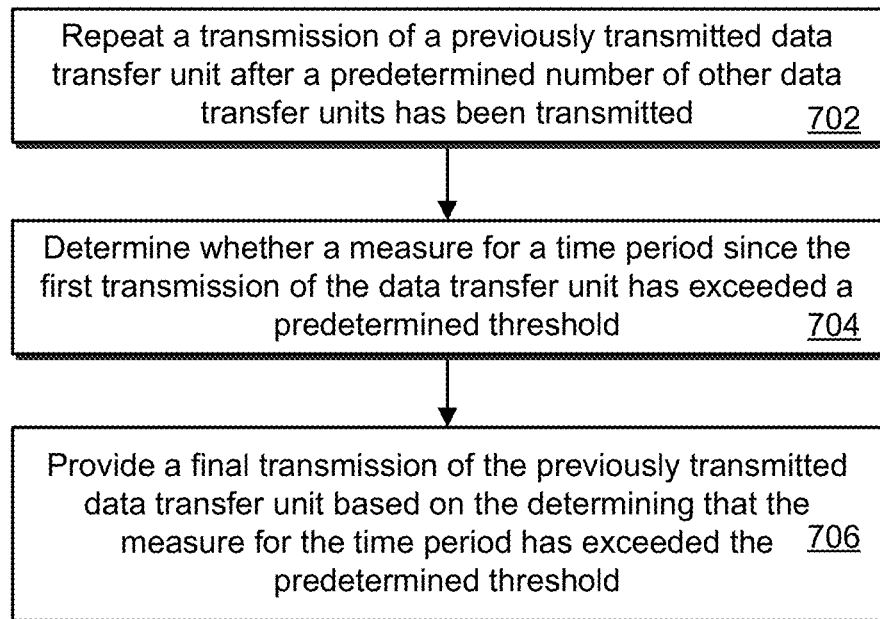 Repeat a transmission of a previously transmitted data
transfer unit after a predetermined number of other data
transfer units has been transmitted 702
Determine whether a measure for a time period since the
first transmission of the data transfer unit has exceeded a
predetermined threshold 704
Provide a final transmission of the previously transmitted
data transfer unit based on the determining that the
measure for the time period has exceeded the 706
predetermined threshold